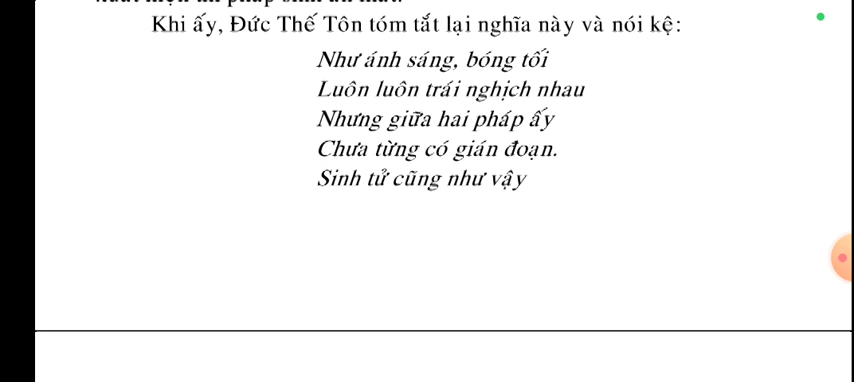 Khi ấy, Đức Thế Tôn tóm tắt lại nghĩa này và nói kệ:
Như ánh sáng, bóng tối
Luôn luôn trái nghịch nhau
Nhưng giữa hai pháp ấy
Chưa từng có gián đoạn.
Sinh tử cũng như vậy